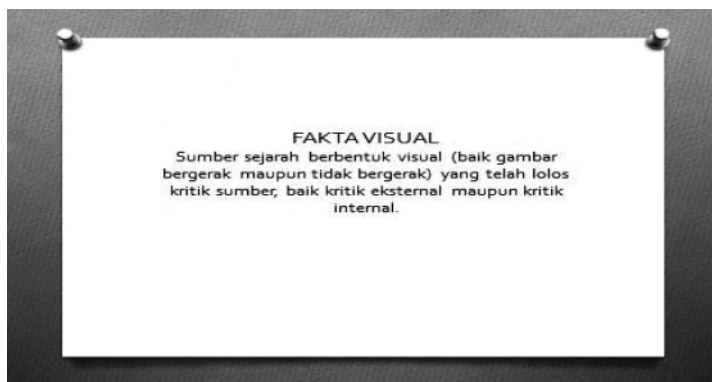 FAKTA VISUAL
Sumber sejarah berbentuk visual (baik gambar
bergerak maupun tidak bergerak) yang telah lolos
kritik sumber, baik kritik eksternal maupun kritik
internal.